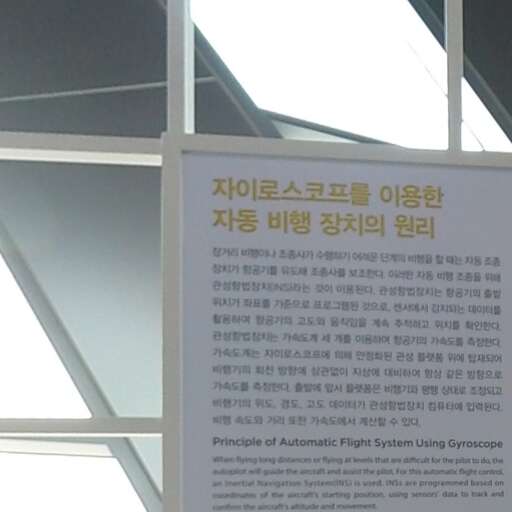 자이로스코프를 이용한
자동 비행 장치의 원리
장거리 비행이나 조종사가 수행하기 어려운 단계의 비행을 할 때는 자동 조종
장치가 항공기를 유도해 조종사를 보조한다. 이러한 자동 비행 조종을 위해
관성항법장치(INS)라는 것이 이용된다. 관성항법장치는 항공기의 출발
위치가 좌표를 기준으로 프로그램된 것으로, 센서에서 감지되는 데이터를
활용하여 항공기의 고도와 움직임을 계속 추적하고 위치를 확인한다.
관성항법장치는 가속도계 세 개를 이용하여 항공기의 가속도를 측정한다.
가속도계는 자이로스코프에 의해 안정화된 관성 플랫폼 위에 탑재되어
비행기의 회전 방향에 상관없이 지상에 대비하여 항상 같은 방향으로
가속도를 측정한다. 출발에 앞서 플랫폼은 비행기와 평행 상태로 조정되고
비행기의 위도, 경도, 고도 데이터가 관성항법장치 컴퓨터에 입력된다.
비행 속도와 거리 또한 가속도에서 계산할 수 있다.
Principle of Automatic Flight System Using Gyroscope
When flying long distances or flying at levels that are difficult for the pilot to do, the
autopilot will guide the aircraft and assist the pilot. For this automatic flight control,
an Inertial Navigation System(INS) is used. INSs are programmed based on
coordinates of the aircraft's starting position, using sensors' data to track and
confirm the aircraft's altitude and movement.